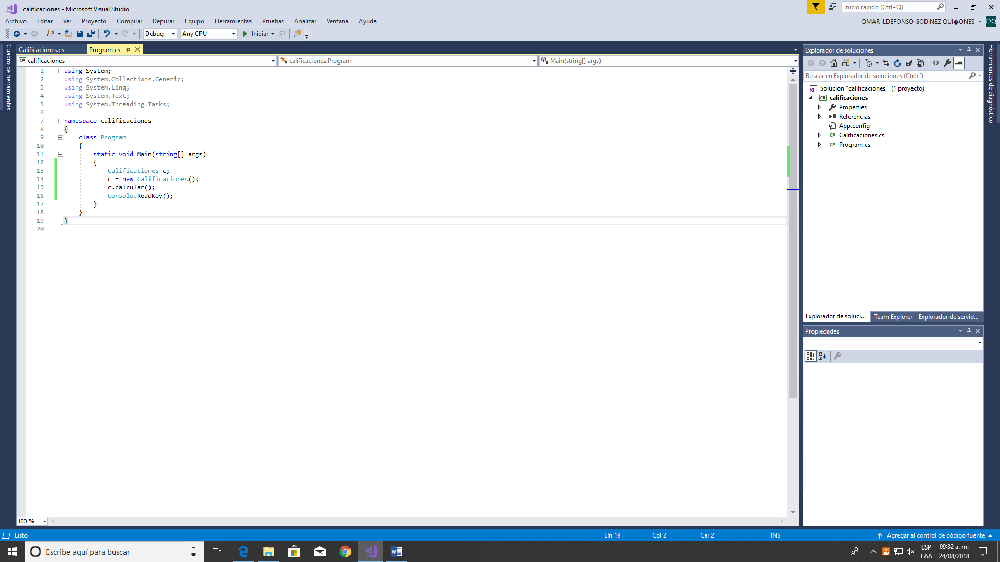 calificaciones - Microsoft Visual Studio
Inicio rápido (Ctrl+Q)
Archivo Editar Ver Proyecto Compilar Depurar Equipo Herramientas Pruebas Analizar Ventana Ayuda
OMAR ILDEFONSO GODINEZ QUI�ONES OQ
Debug Any CPU Iniciar
Cuadro de herramientas
Calificaciones.cs Program.cs
calificaciones calificaciones.Program Main(string[] args)
1 using System;
2 using System.Collections.Generic;
3 using System.Linq;
4 using System.Text;
5 using System.Threading.Tasks;
6
7 namespace calificaciones
8 {
9 class Program
10 {
11 static void Main(string[] args)
12 {
13 Calificaciones c;
14 c = new Calificaciones();
15 c.calcular();
16 Console.ReadKey();
17 }
18 }
19 }
20
100 %
Explorador de soluciones
Buscar en Explorador de soluciones (Ctrl+`)
Solución "calificaciones" (1 proyecto)
C# calificaciones
Properties
Referencias
App.config
C# Calificaciones.cs
C# Program.cs
Explorador de soluci... Team Explorer Explorador de servid...
Propiedades
Herramientas de diagnóstico
Listo Lín 19 Col 2 Car 2 INS Agregar al control de código fuente
Escribe aquí para buscar
ESP
LAA
09:32 a. m.
24/08/2018